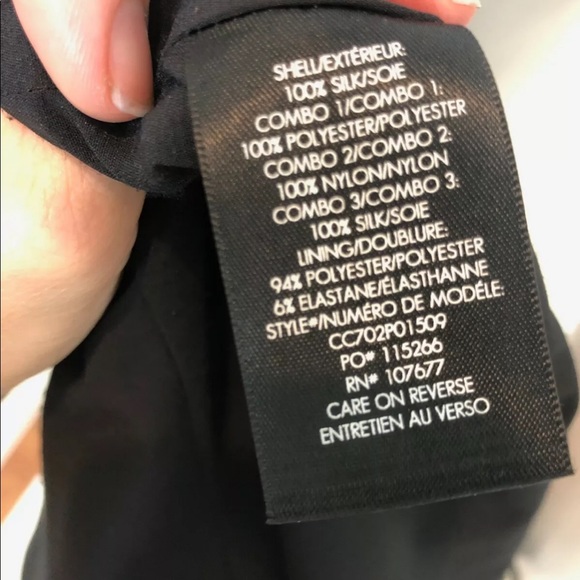 SHELL/EXTÉRIEUR:
100% SILK/SOIE
COMBO 1/COMBO 1:
100% POLYESTER/POLYESTER
COMBO 2/COMBO 2:
100% NYLON/NYLON
COMBO 3/COMBO 3:
100% SILK/SOIE
LINING/DOUBLURE:
94% POLYESTER/POLYESTER
6% ELASTANE/ÉLASTHANNE
STYLE#/NUMÉRO DE MODÉLE:
CC702P01509
PO# 115266
RN# 107677
CARE ON REVERSE
ENTRETIEN AU VERSO